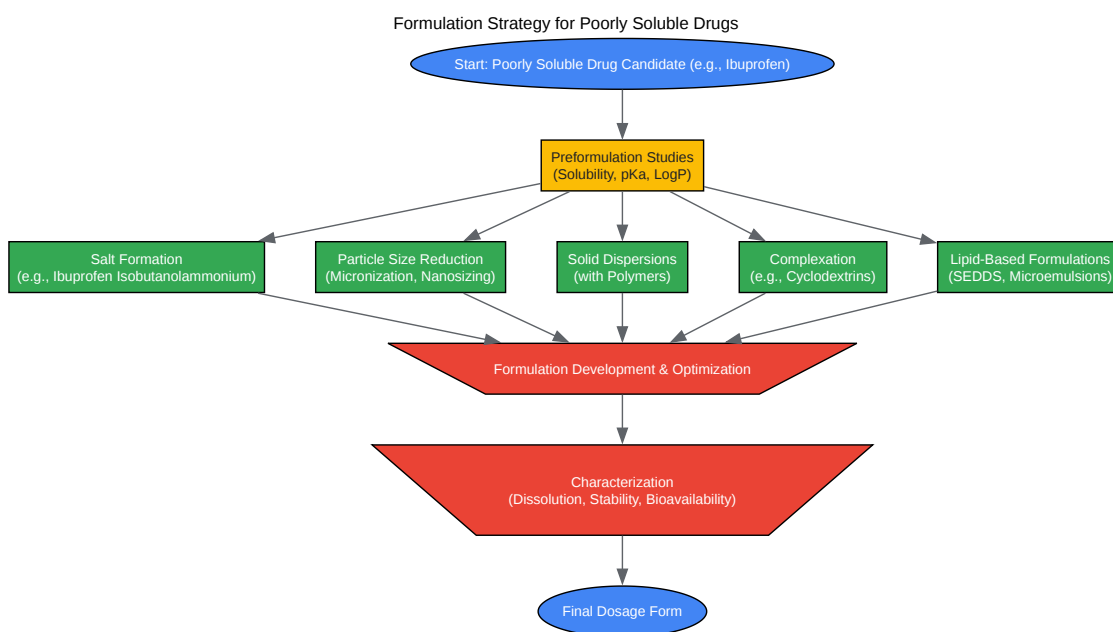 Formulation Strategy for Poorly Soluble Drugs
Start: Poorly Soluble Drug Candidate (e.g., Ibuprofen)
Preformulation Studies
(Solubility, pKa, LogP)
Salt Formation
(e.g., Ibuprofen Isobutanolammonium)
Particle Size Reduction
(Micronization, Nanosizing)
Solid Dispersions
(with Polymers)
Complexation
(e.g., Cyclodextrins)
Lipid-Based Formulations
(SEDDS, Microemulsions)
Formulation Development & Optimization
Characterization
(Dissolution, Stability, Bioavailability)
Final Dosage Form